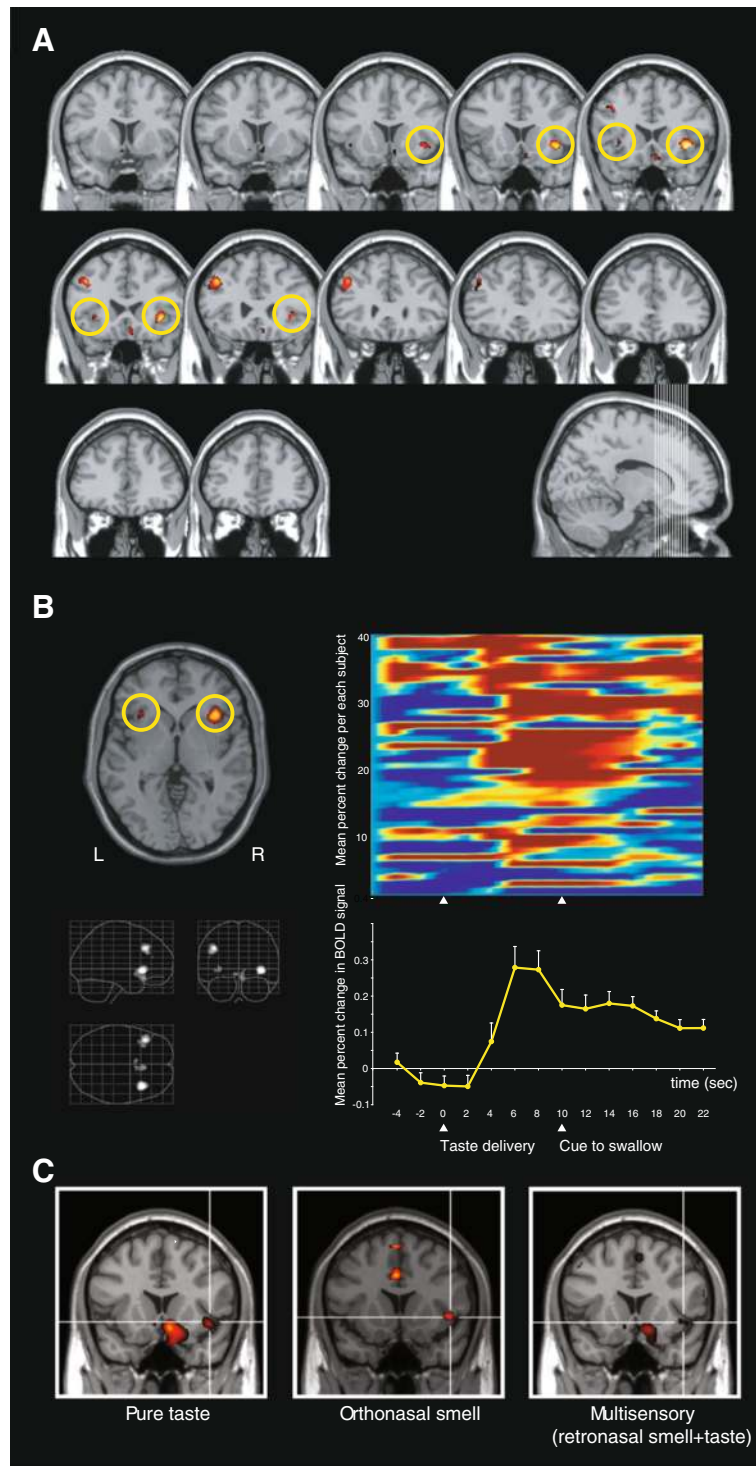 A
B
L
R
Mean percent change per each subject
40
30
20
10
Mean percent change in BOLD signal
0.3
0.2
0.1
0
-0.1
time (sec)
-4 -2 0 2 4 6 8 10 12 14 16 18 20 22
Taste delivery
Cue to swallow
C
Pure taste
Orthonasal smell
Multisensory
(retronasal smell+taste)